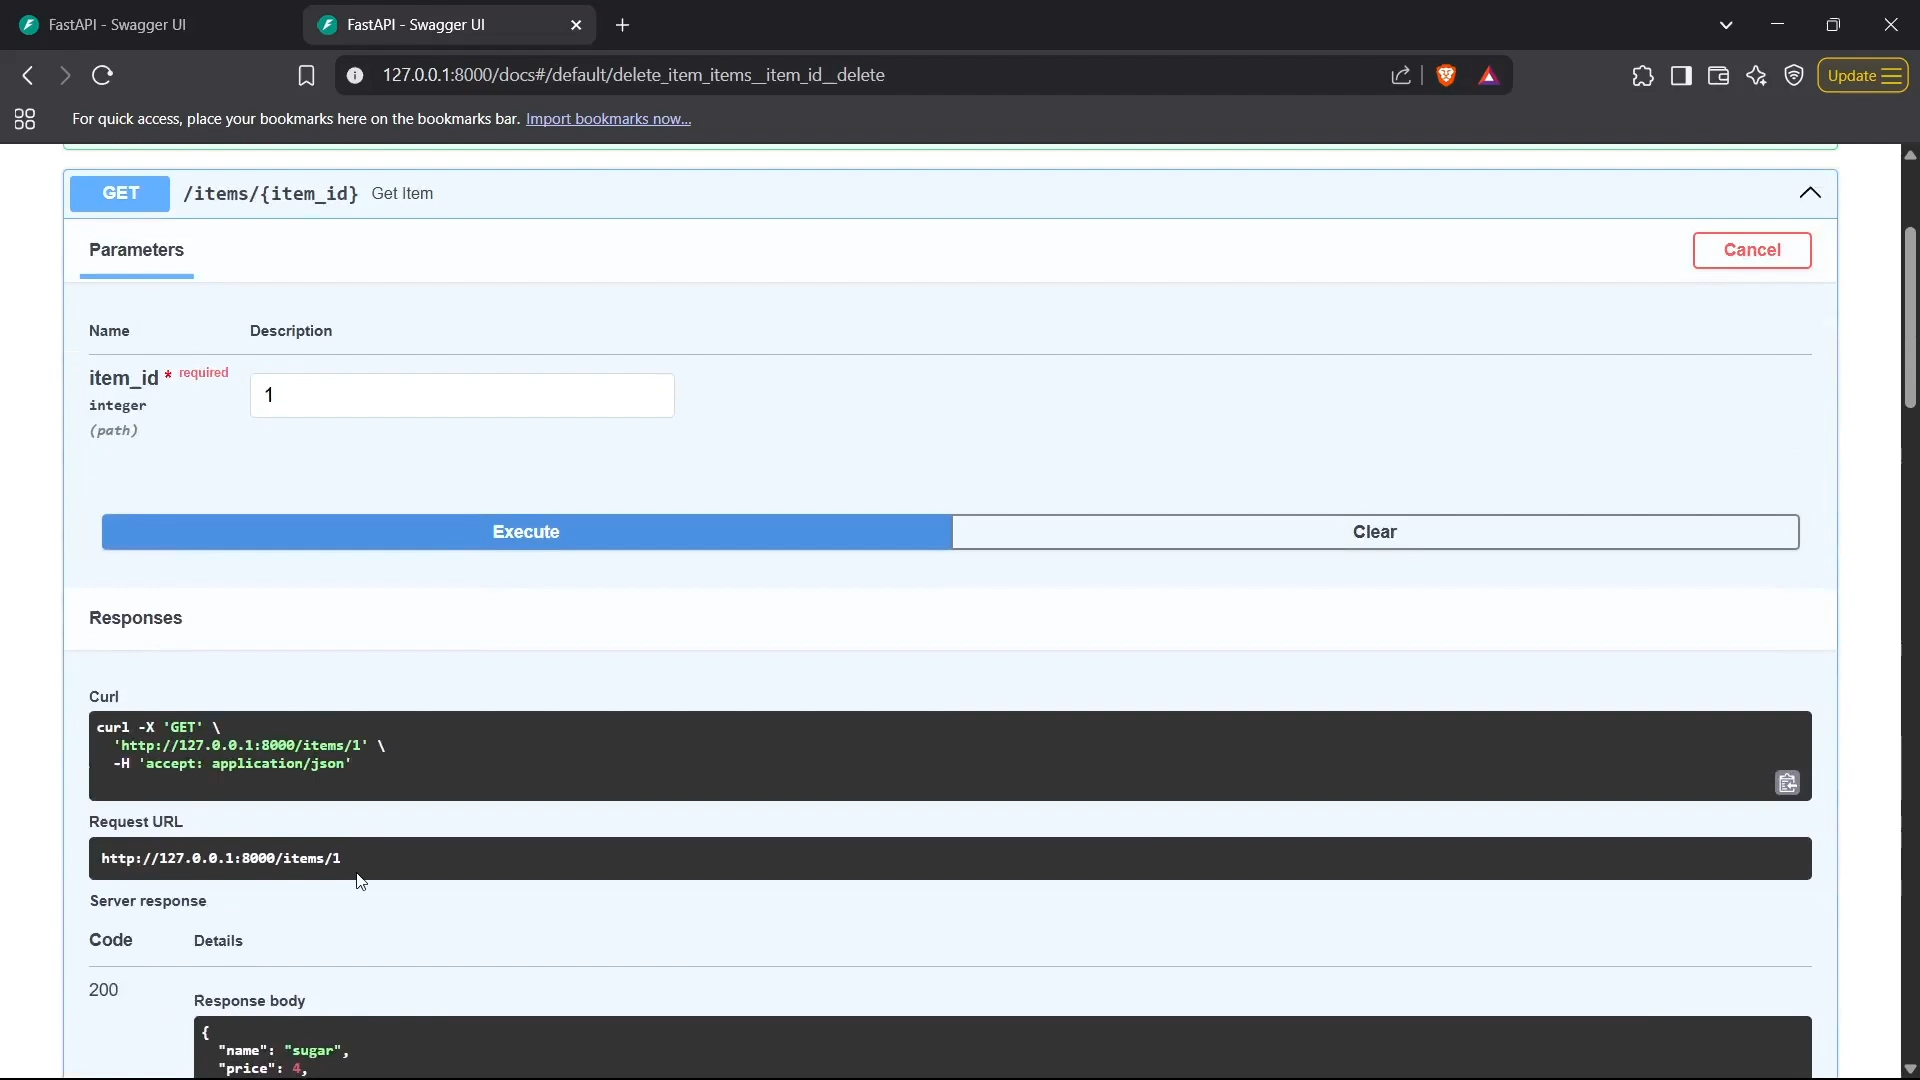 FastAPI - Swagger UI
FastAPI - Swagger UI
127.0.0.1:8000/docs#/default/delete_item_items__item_id__delete
Update
For quick access, place your bookmarks here on the bookmarks bar. Import bookmarks now...
GET /items/{item_id} Get Item
Parameters
Cancel
Name Description
item_id * required
integer
(path)
1
Execute
Clear
Responses
Curl
curl -X 'GET' \
'http://127.0.0.1:8000/items/1' \
-H 'accept: application/json'
Request URL
http://127.0.0.1:8000/items/1
Server response
Code Details
200
Response body
{
"name": "sugar",
"price": 4,